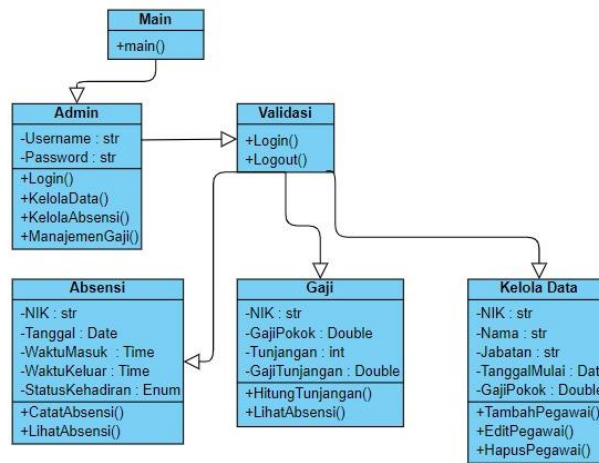 Main
+main()
Admin
-Username : str
-Password : str
+Login()
+KelolaData()
+KelolaAbsensi()
+ManajemenGaji()
Validasi
+Login()
+Logout()
Absensi
-NIK : str
-Tanggal : Date
-WaktuMasuk : Time
-WaktuKeluar : Time
-StatusKehadiran : Enum
+CatatAbsensi()
+LihatAbsensi()
Gaji
-NIK : str
-GajiPokok : Double
-Tunjangan : int
-GajiTunjangan : Double
+HitungTunjangan()
+LihatAbsensi()
Kelola Data
-NIK : str
-Nama : str
-Jabatan : str
-TanggalMulai : Dat
-GajiPokok : Double
+TambahPegawai()
+EditPegawai()
+HapusPegawai()